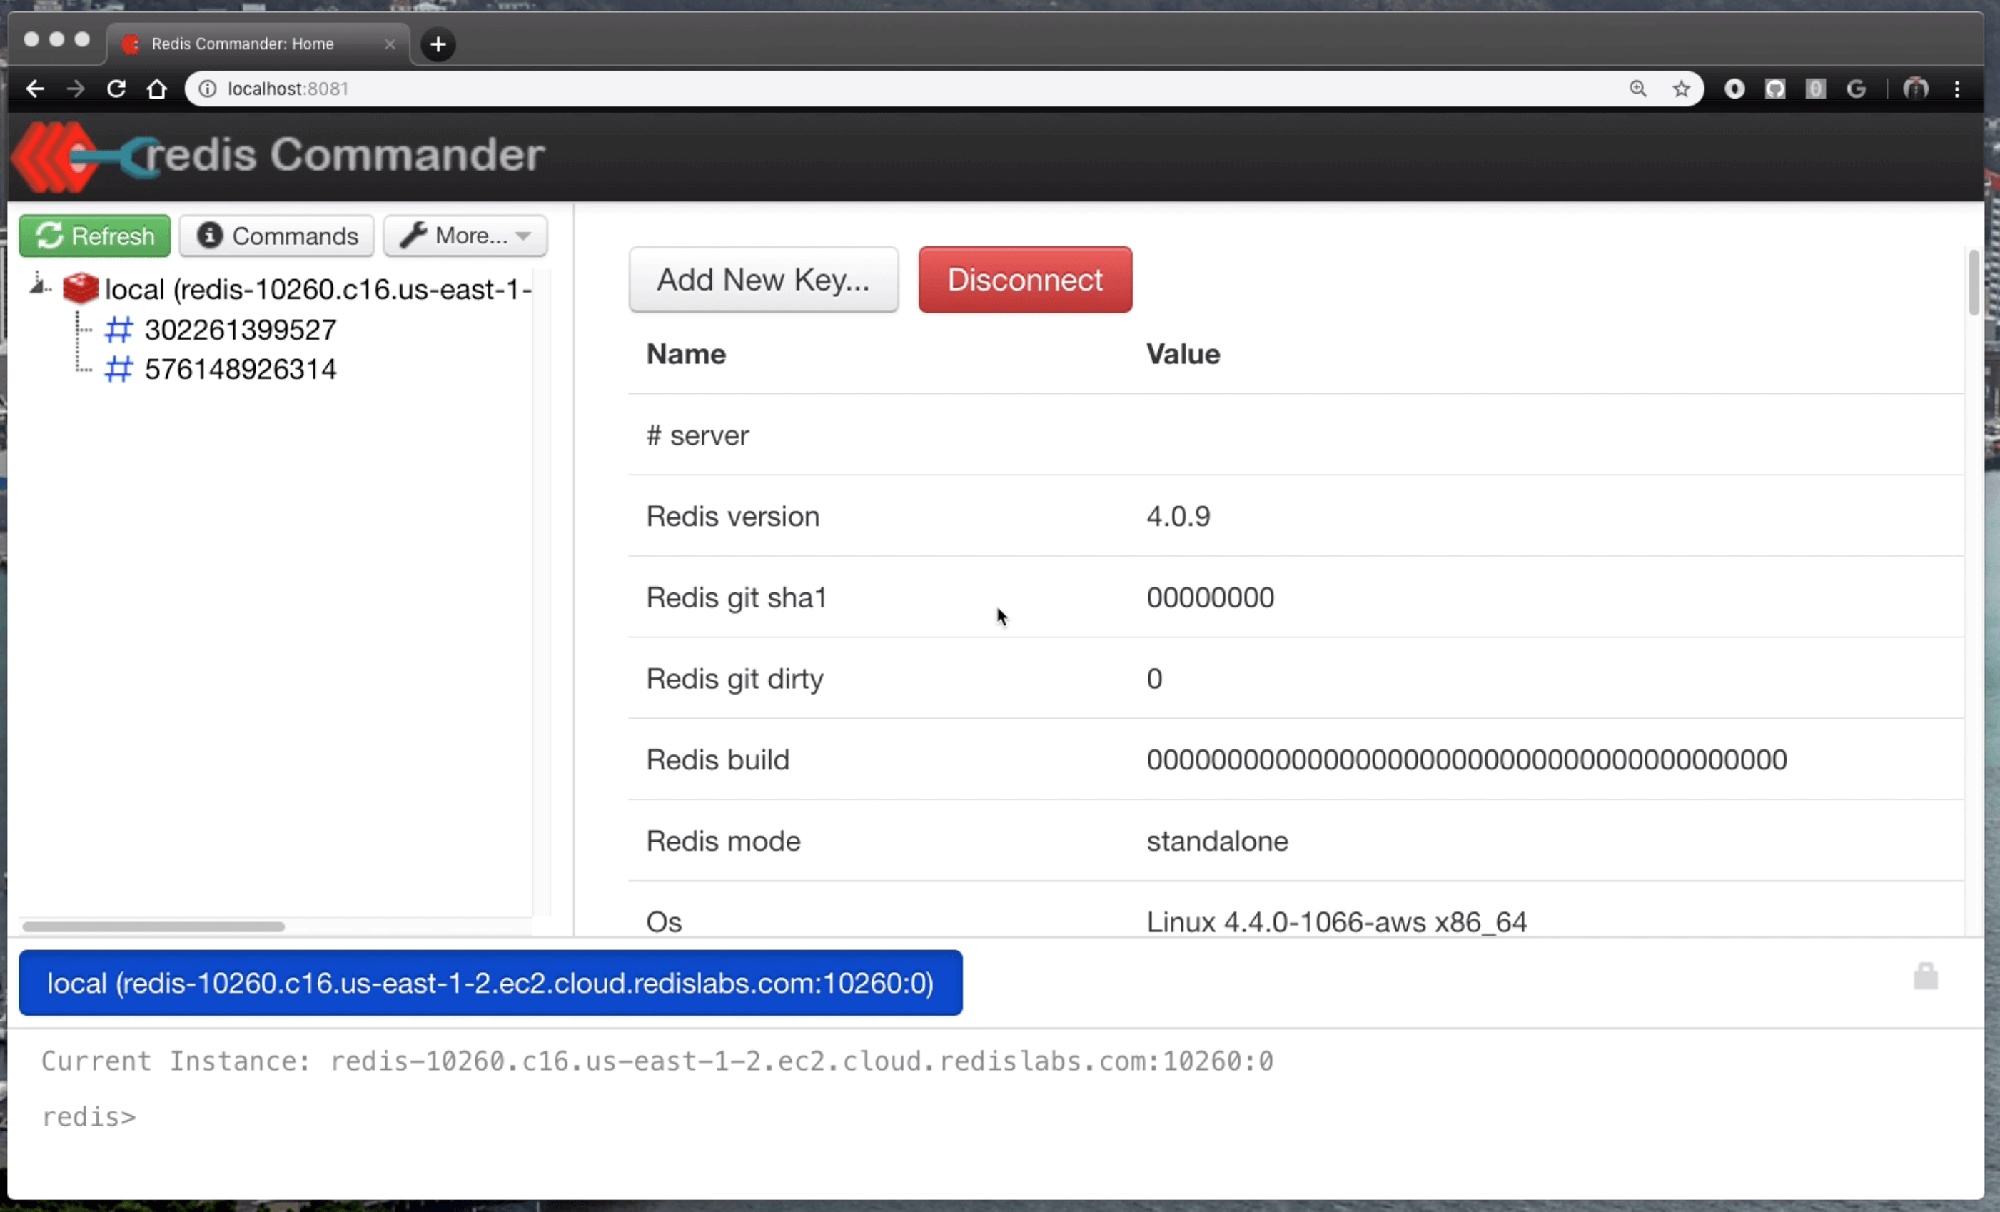 Redis Commander: Home
localhost:8081
redis Commander
Refresh
Commands
More...
local (redis-10260.c16.us-east-1-
# 302261399527
# 576148926314
Add New Key...
Disconnect
Name Value
# server
Redis version 4.0.9
Redis git sha1 00000000
Redis git dirty 0
Redis build 0000000000000000000000000000000000000000
Redis mode standalone
Os Linux 4.4.0-1066-aws x86_64
local (redis-10260.c16.us-east-1-2.ec2.cloud.redislabs.com:10260:0)
Current Instance: redis-10260.c16.us-east-1-2.ec2.cloud.redislabs.com:10260:0
redis>